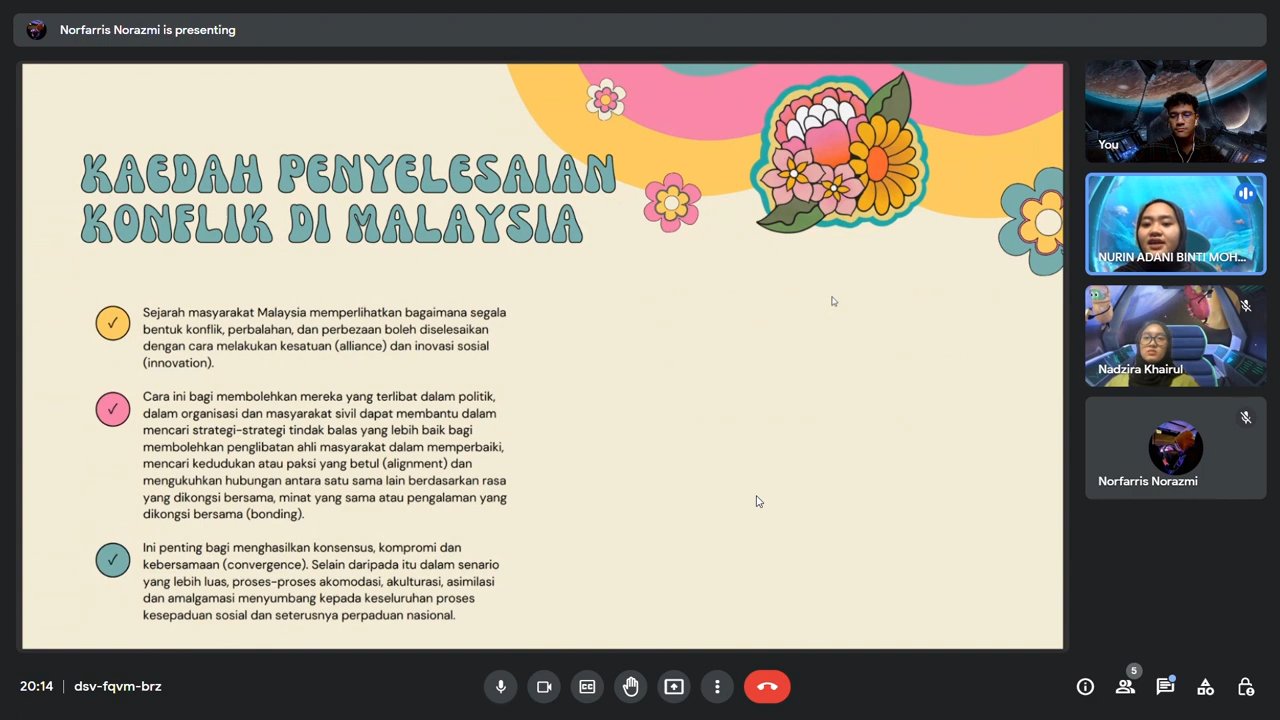 Norfarris Norazmi is presenting
KAEDAH PENYELESAIAN
KONFLIK DI MALAYSIA
Sejarah masyarakat Malaysia memperlihatkan bagaimana segala
bentuk konflik, perbalahan, dan perbezaan boleh diselesaikan
dengan cara melakukan kesatuan (alliance) dan inovasi sosial
(innovation).
Cara ini bagi membolehkan mereka yang terlibat dalam politik,
dalam organisasi dan masyarakat sivil dapat membantu dalam
mencari strategi-strategi tindak balas yang lebih baik bagi
membolehkan penglibatan ahli masyarakat dalam memperbaiki,
mencari kedudukan atau paksi yang betul (alignment) dan
mengukuhkan hubungan antara satu sama lain berdasarkan rasa
yang dikongsi bersama, minat yang sama atau pengalaman yang
dikongsi bersama (bonding).
Ini penting bagi menghasilkan konsensus, kompromi dan
kebersamaan (convergence). Selain daripada itu dalam senario
yang lebih luas, proses-proses akomodasi, akulturasi, asimilasi
dan amalgamasi menyumbang kepada keseluruhan proses
kesepaduan sosial dan seterusnya perpaduan nasional.
You
NURIN ADANI BINTI MOH...
Nadzira Khairul
Norfarris Norazmi
20:14
dsv-fqvm-brz
5